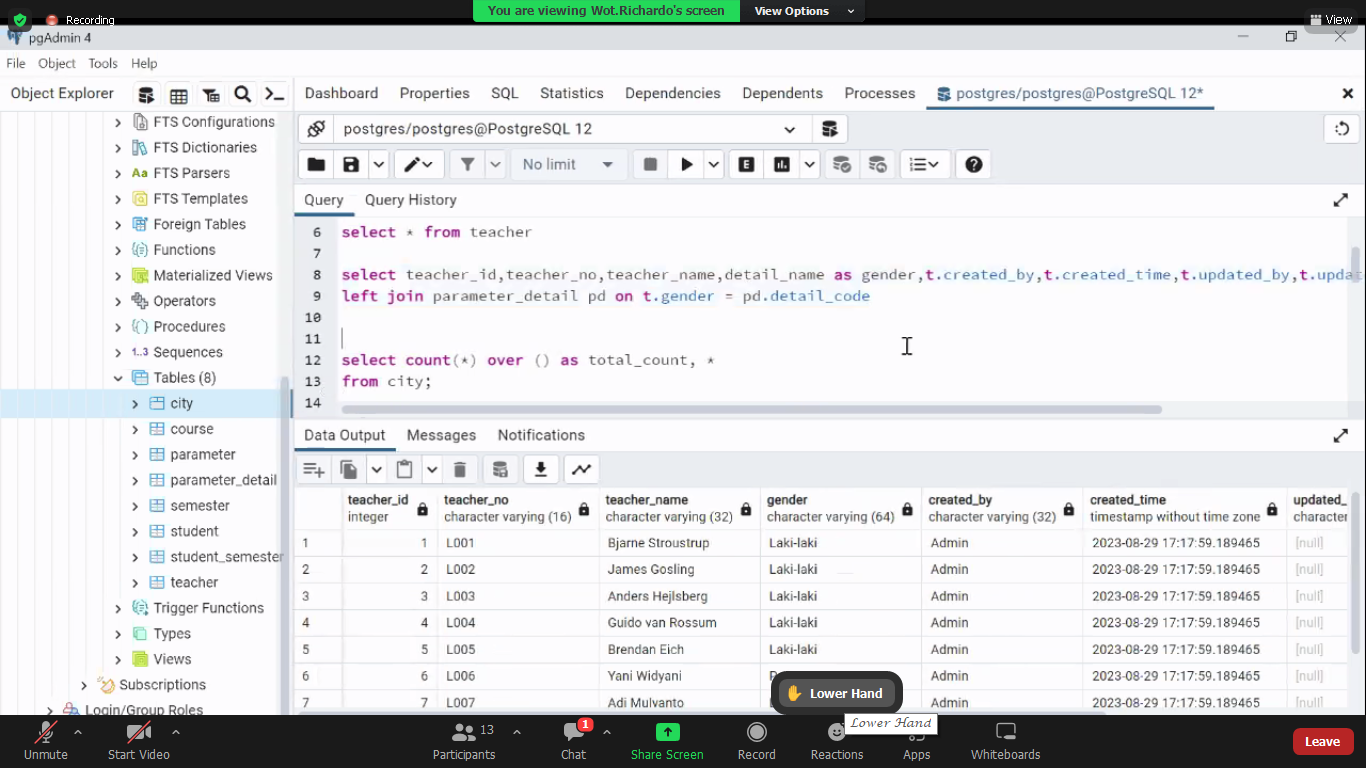 Recording
You are viewing Wot.Richardo's screen
View Options
View
pgAdmin 4
File Object Tools Help
Object Explorer
Dashboard Properties SQL Statistics Dependencies Dependents Processes postgres/postgres@PostgreSQL 12*
postgres/postgres@PostgreSQL 12
No limit
E
Query Query History
FTS Configurations
FTS Dictionaries
Aa FTS Parsers
FTS Templates
Foreign Tables
Functions
Materialized Views
Operators
Procedures
1..3 Sequences
Tables (8)
city
course
parameter
parameter_detail
semester
student
student_semester
teacher
Trigger Functions
Types
Views
Subscriptions
Login/Group Roles
6 select * from teacher
7
8 select teacher_id,teacher_no,teacher_name,detail_name as gender,t.created_by,t.created_time,t.updated_by,t.updat
9 left join parameter_detail pd on t.gender = pd.detail_code
10
11
12 select count(*) over () as total_count, *
13 from city;
14
Data Output Messages Notifications
teacher_id teacher_no teacher_name gender created_by created_time updated_
integer character varying (16) character varying (32) character varying (64) character varying (32) timestamp without time zone character
1 1 L001 Bjarne Stroustrup Laki-laki Admin 2023-08-29 17:17:59.189465 [null]
2 2 L002 James Gosling Laki-laki Admin 2023-08-29 17:17:59.189465 [null]
3 3 L003 Anders Hejlsberg Laki-laki Admin 2023-08-29 17:17:59.189465 [null]
4 4 L004 Guido van Rossum Laki-laki Admin 2023-08-29 17:17:59.189465 [null]
5 5 L005 Brendan Eich Laki-laki Admin 2023-08-29 17:17:59.189465 [null]
6 6 L006 Yani Widyani Admin 2023-08-29 17:17:59.189465 [null]
7 7 L007 Adi Mulyanto Admin 2023-08-29 17:17:59.189465 [null]
Lower Hand
Lower Hand
13
1
Unmute Start Video Participants Chat Share Screen Record Reactions Apps Whiteboards
Leave